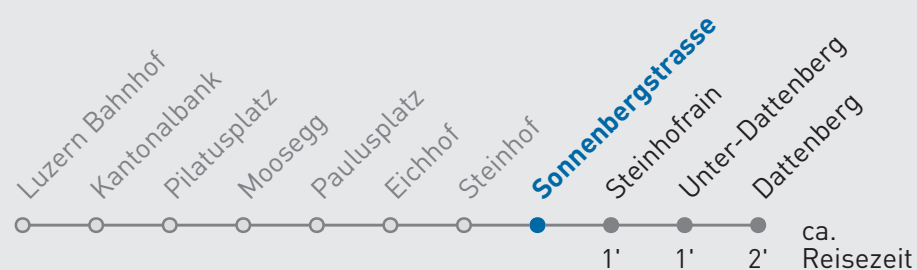 Luzern Bahnhof
Kantonalbank
Pilatusplatz
Moosegg
Paulusplatz
Eichhof
Steinhof
Sonnenbergstrasse
Steinhofrain
Unter-Dattenberg
Dattenberg
ca.
1' 1' 2' Reisezeit